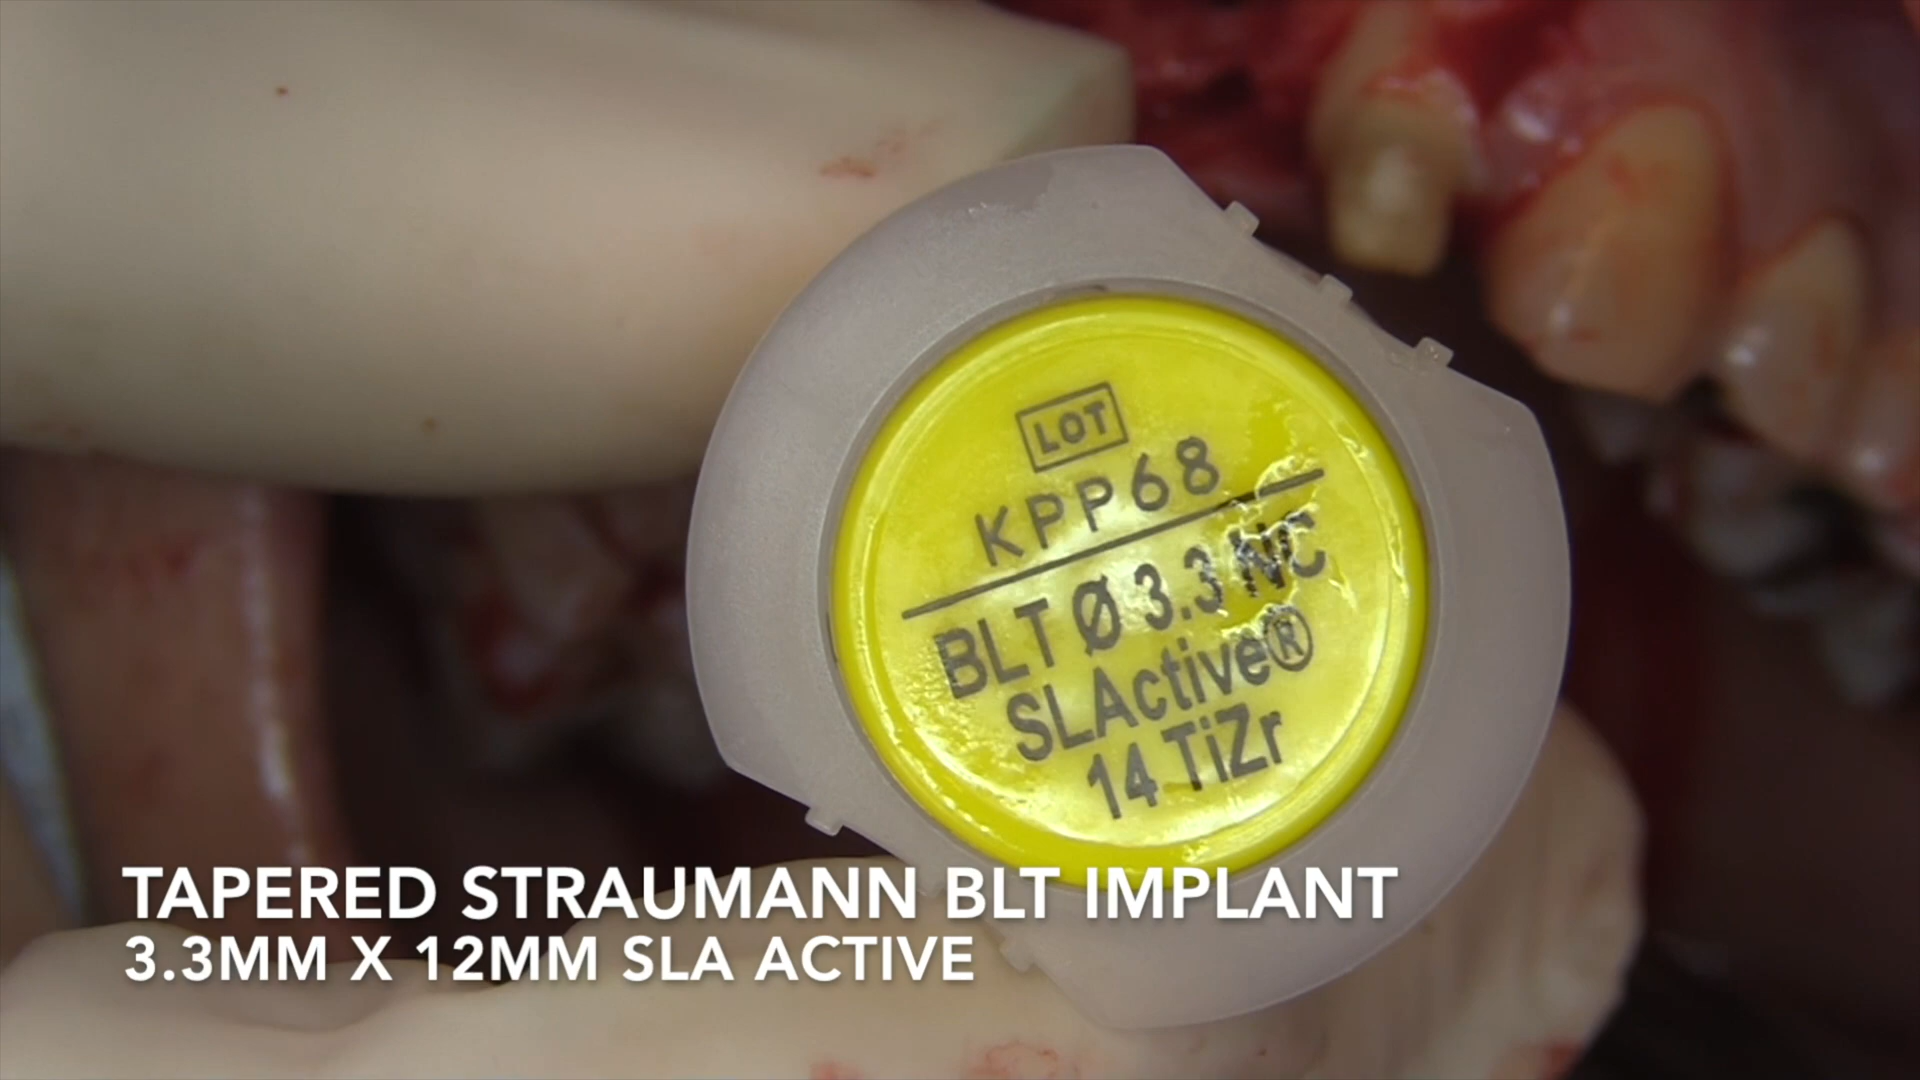 LOT
KPP68
BLT Ø 3.3 NC
SLActive®
14 TiZr
TAPERED STRAUMANN BLT IMPLANT
3.3MM X 12MM SLA ACTIVE